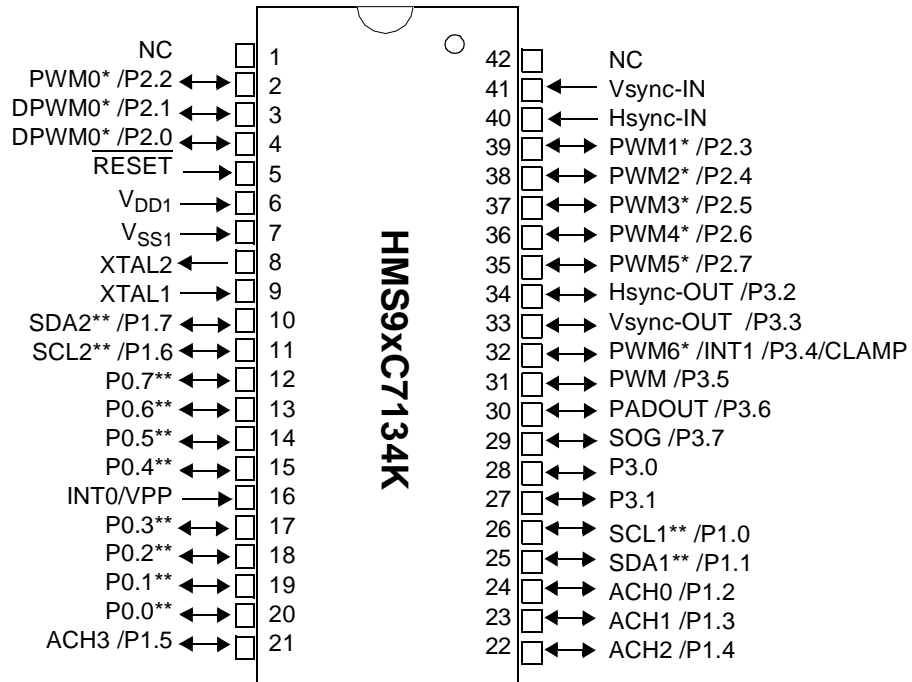 NC 1
PWM0* /P2.2 2
DPWM0* /P2.1 3
DPWM0* /P2.0 4
RESET 5
VDD1 6
VSS1 7
XTAL2 8
XTAL1 9
SDA2** /P1.7 10
SCL2** /P1.6 11
P0.7** 12
P0.6** 13
P0.5** 14
P0.4** 15
INT0/VPP 16
P0.3** 17
P0.2** 18
P0.1** 19
P0.0** 20
ACH3 /P1.5 21
HMS9xC7134K
42 NC
41 Vsync-IN
40 Hsync-IN
39 PWM1* /P2.3
38 PWM2* /P2.4
37 PWM3* /P2.5
36 PWM4* /P2.6
35 PWM5* /P2.7
34 Hsync-OUT /P3.2
33 Vsync-OUT /P3.3
32 PWM6* /INT1 /P3.4/CLAMP
31 PWM /P3.5
30 PADOUT /P3.6
29 SOG /P3.7
28 P3.0
27 P3.1
26 SCL1** /P1.0
25 SDA1** /P1.1
24 ACH0 /P1.2
23 ACH1 /P1.3
22 ACH2 /P1.4